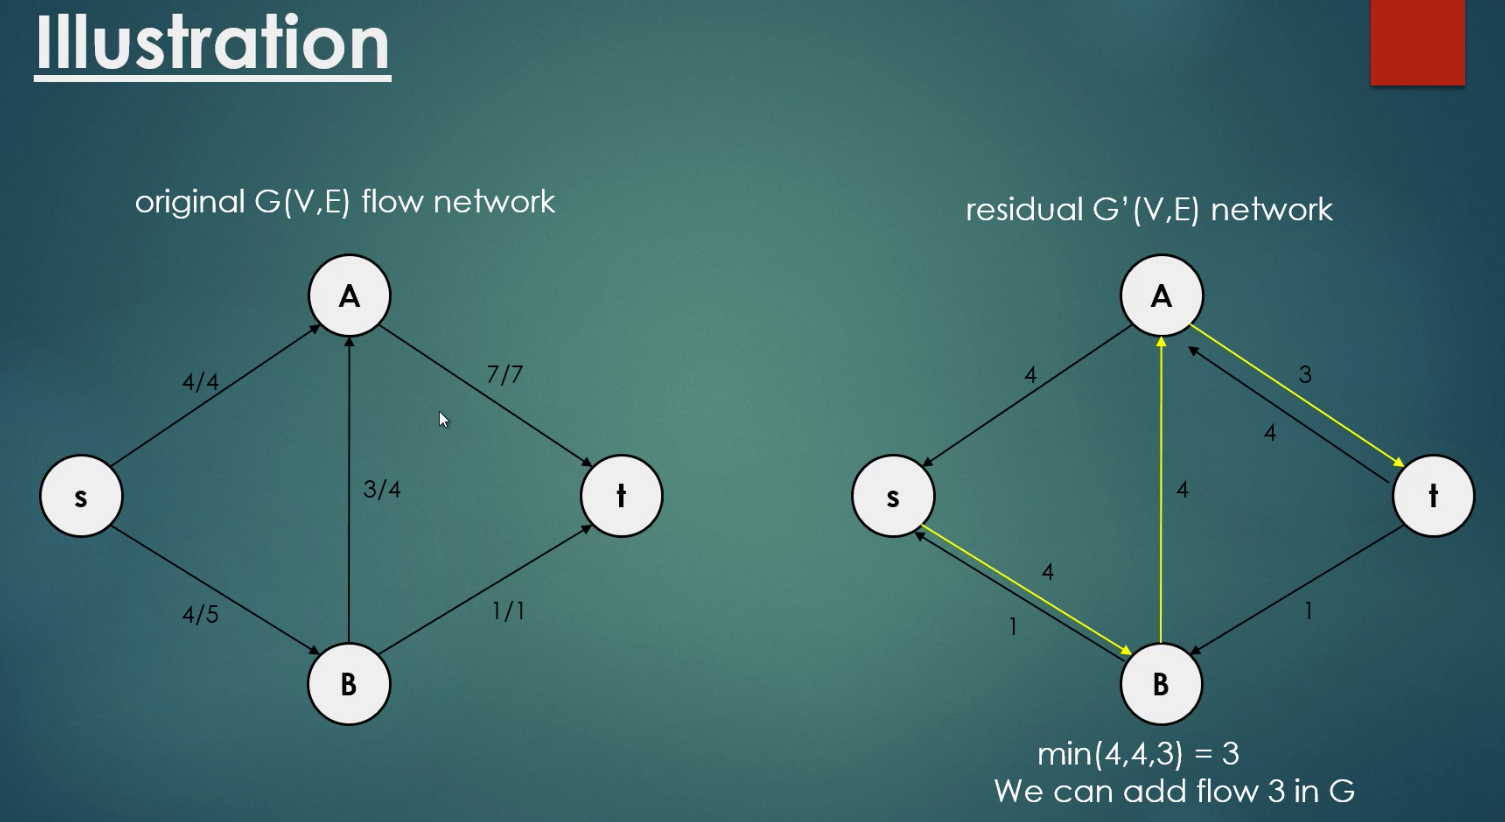 Illustration
original G(V,E) flow network
residual G'(V,E) network
A
4/4
7/7
s
3/4
t
4/5
1/1
B
A
4
3
4
s
4
t
4
1
1
B
min(4,4,3) = 3
We can add flow 3 in G